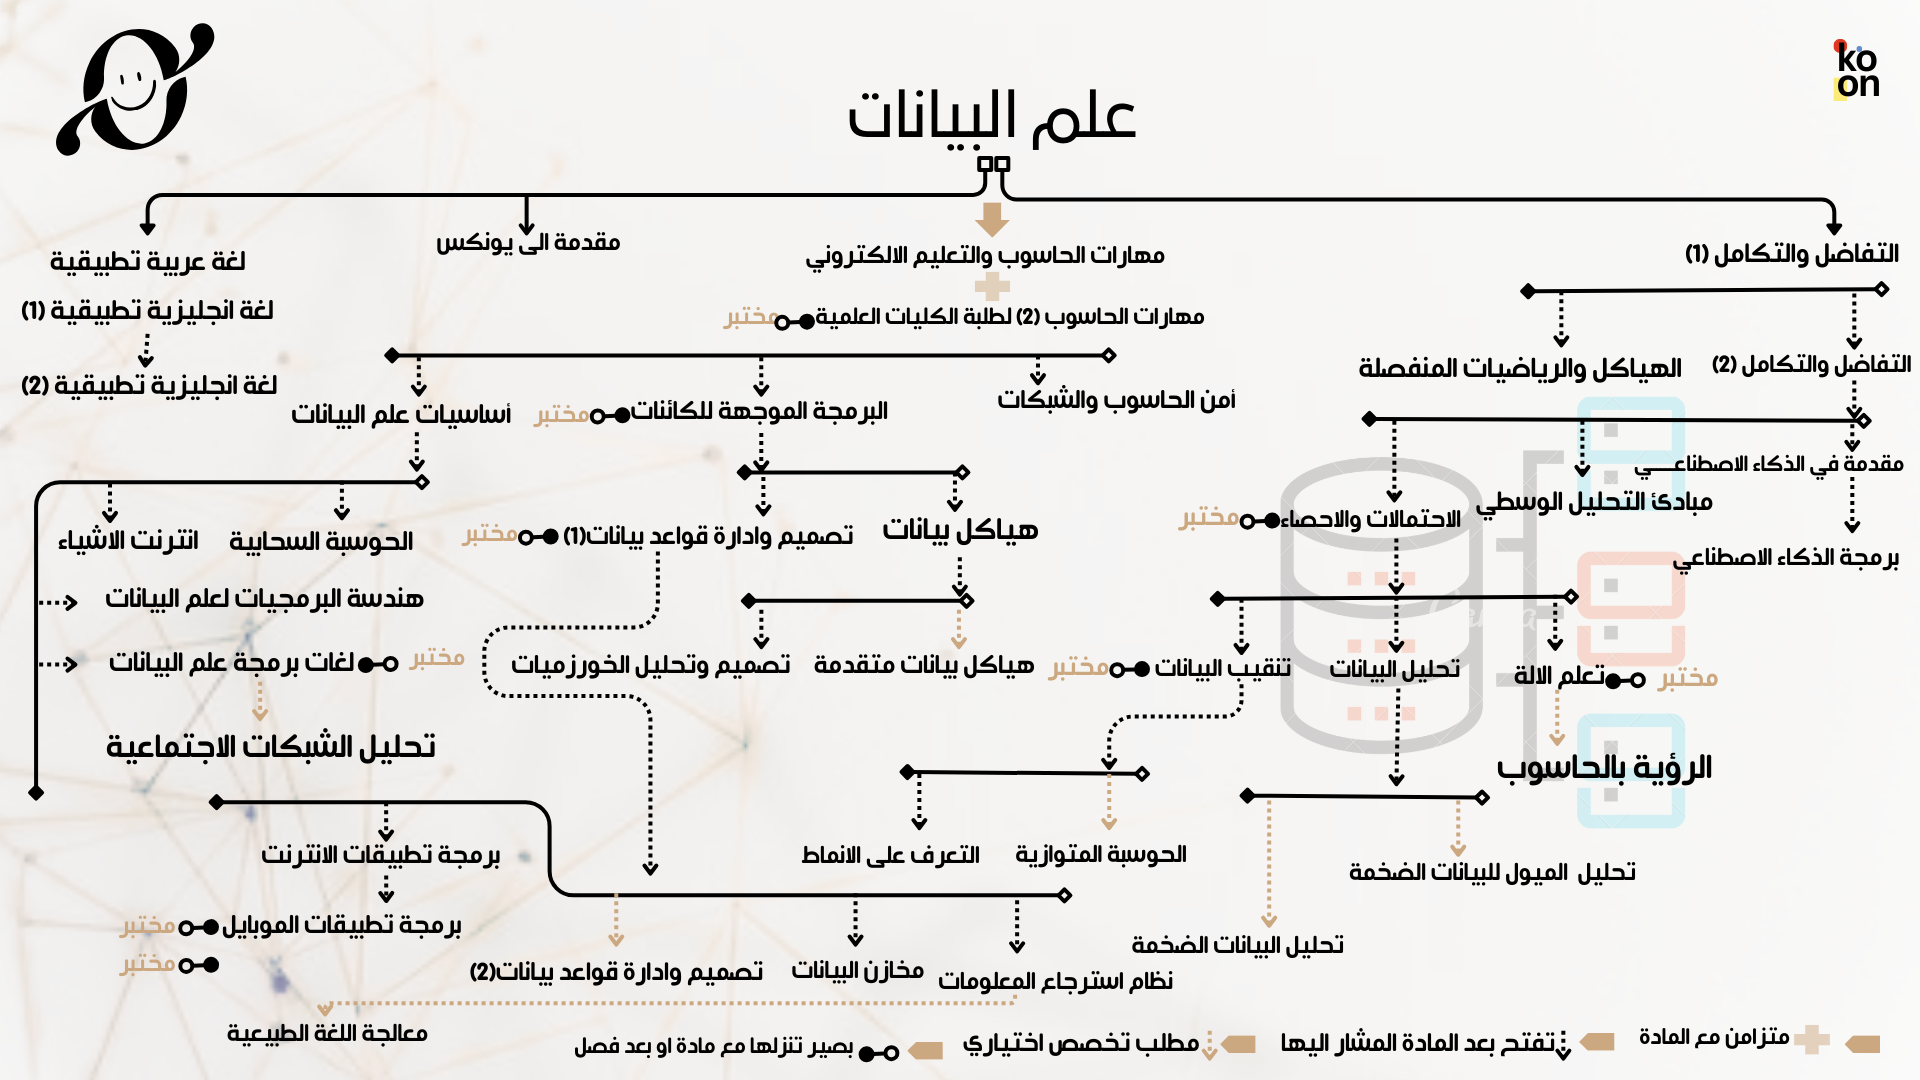 ko
on
علم البيانات
التفاضل والتكامل (1)
مهارات الحاسوب والتعليم الالكتروني
مقدمة الى يونكس
لغة عربية تطبيقية
لغة انجليزية تطبيقية (1)
مهارات الحاسوب (2) لطلبة الكليات العلمية
مختبر
التفاضل والتكامل (2)
الهياكل والرياضيات المنفصلة
لغة انجليزية تطبيقية (2)
أمن الحاسوب والشبكات
البرمجة الموجهة للكائنات
مختبر
أساسيات علم البيانات
مقدمة في الذكاء الاصطناعي
مبادئ التحليل الوسطي
الاحتمالات والاحصاء
مختبر
برمجة الذكاء الاصطناعي
هياكل بيانات
تصميم وادارة قواعد بيانات(1)
مختبر
الحوسبة السحابية
انترنت الاشياء
هندسة البرمجيات لعلم البيانات
مختبر
تعلم الالة
تحليل البيانات
تنقيب البيانات
مختبر
هياكل بيانات متقدمة
تصميم وتحليل الخورزميات
مختبر
لغات برمجة علم البيانات
تحليل الشبكات الاجتماعية
الرؤية بالحاسوب
تحليل الميول للبيانات الضخمة
الحوسبة المتوازية
التعرف على الانماط
برمجة تطبيقات الانترنت
تحليل البيانات الضخمة
برمجة تطبيقات الموبايل
مختبر
مختبر
نظام استرجاع المعلومات
مخازن البيانات
تصميم وادارة قواعد بيانات(2)
معالجة اللغة الطبيعية
متزامن مع المادة
تفتح بعد المادة المشار اليها
مطلب تخصص اختياري
بصير تنزلها مع مادة او بعد فصل
Canva